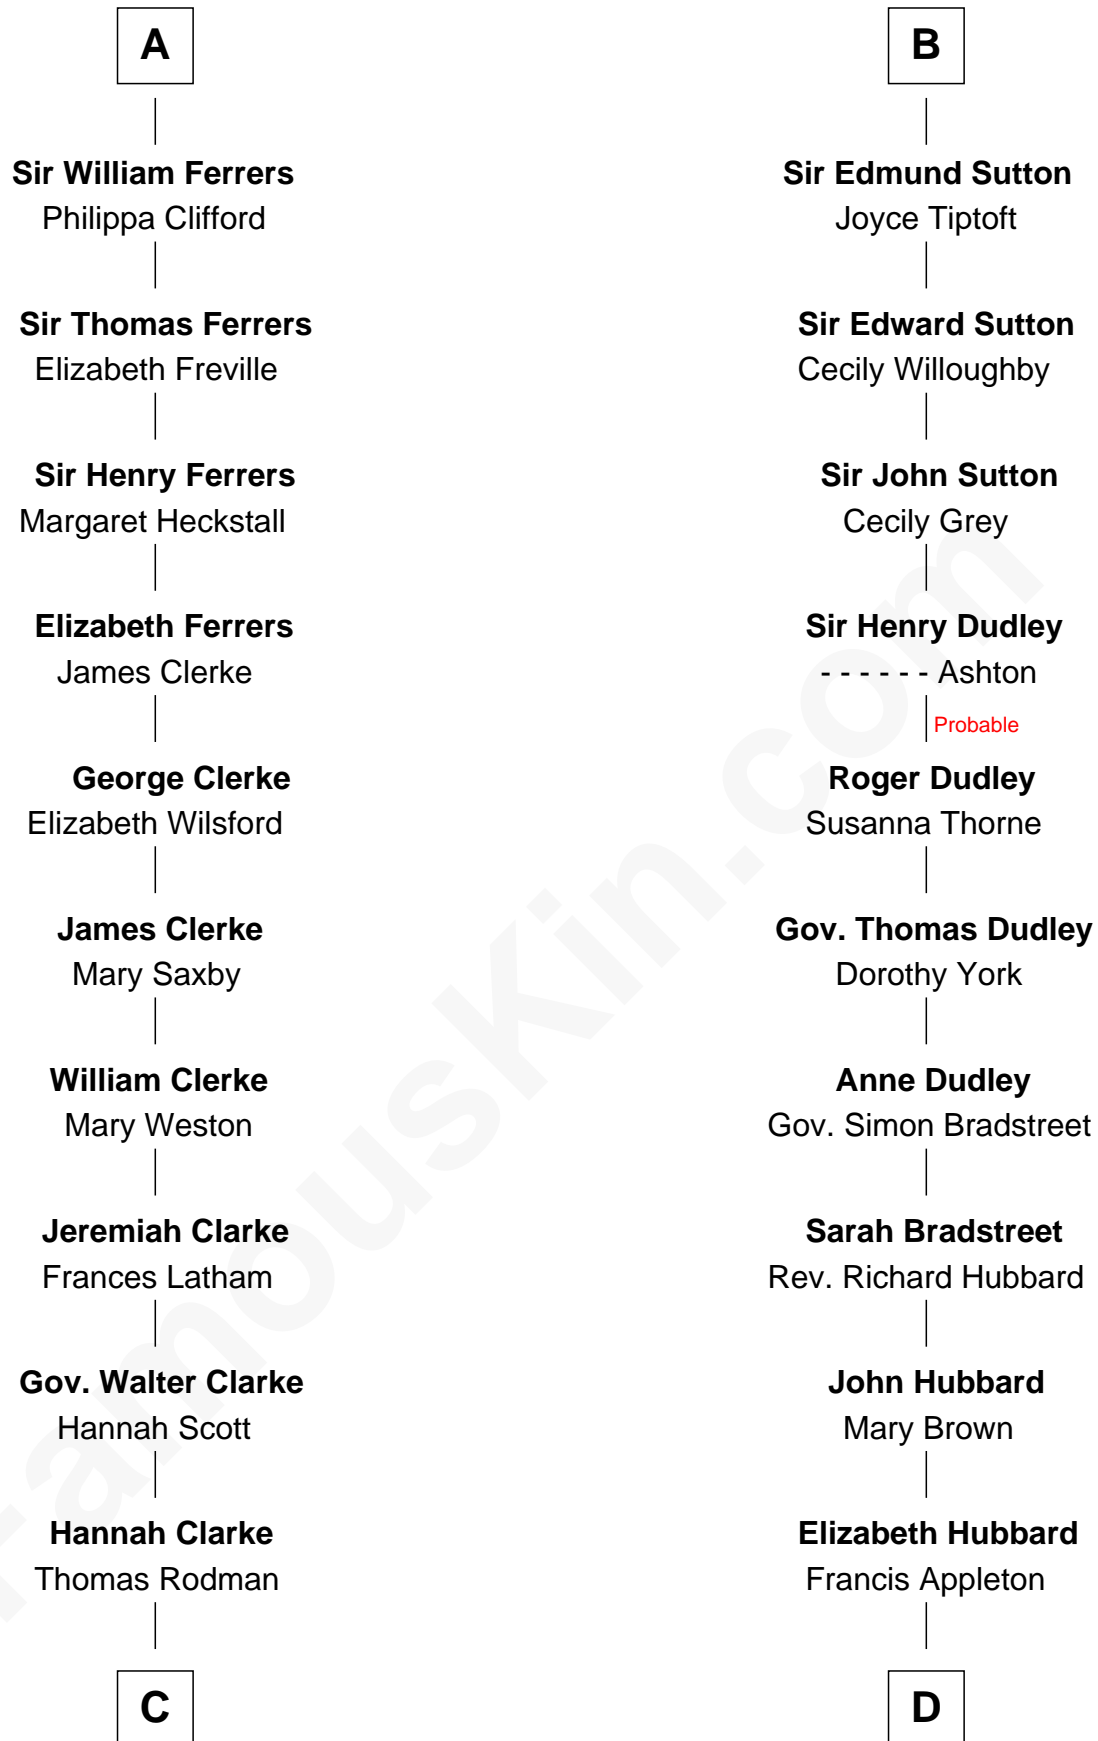 A
Sir William Ferrers
Philippa Clifford
Sir Thomas Ferrers
Elizabeth Freville
Sir Henry Ferrers
Margaret Heckstall
Elizabeth Ferrers
James Clerke
George Clerke
Elizabeth Wilsford
James Clerke
Mary Saxby
William Clerke
Mary Weston
Jeremiah Clarke
Frances Latham
Gov. Walter Clarke
Hannah Scott
Hannah Clarke
Thomas Rodman
C
B
Sir Edmund Sutton
Joyce Tiptoft
Sir Edward Sutton
Cecily Willoughby
Sir John Sutton
Cecily Grey
Sir Henry Dudley
- - - - - - Ashton
Probable
Roger Dudley
Susanna Thorne
Gov. Thomas Dudley
Dorothy York
Anne Dudley
Gov. Simon Bradstreet
Sarah Bradstreet
Rev. Richard Hubbard
John Hubbard
Mary Brown
Elizabeth Hubbard
Francis Appleton
D
FamousKin.com